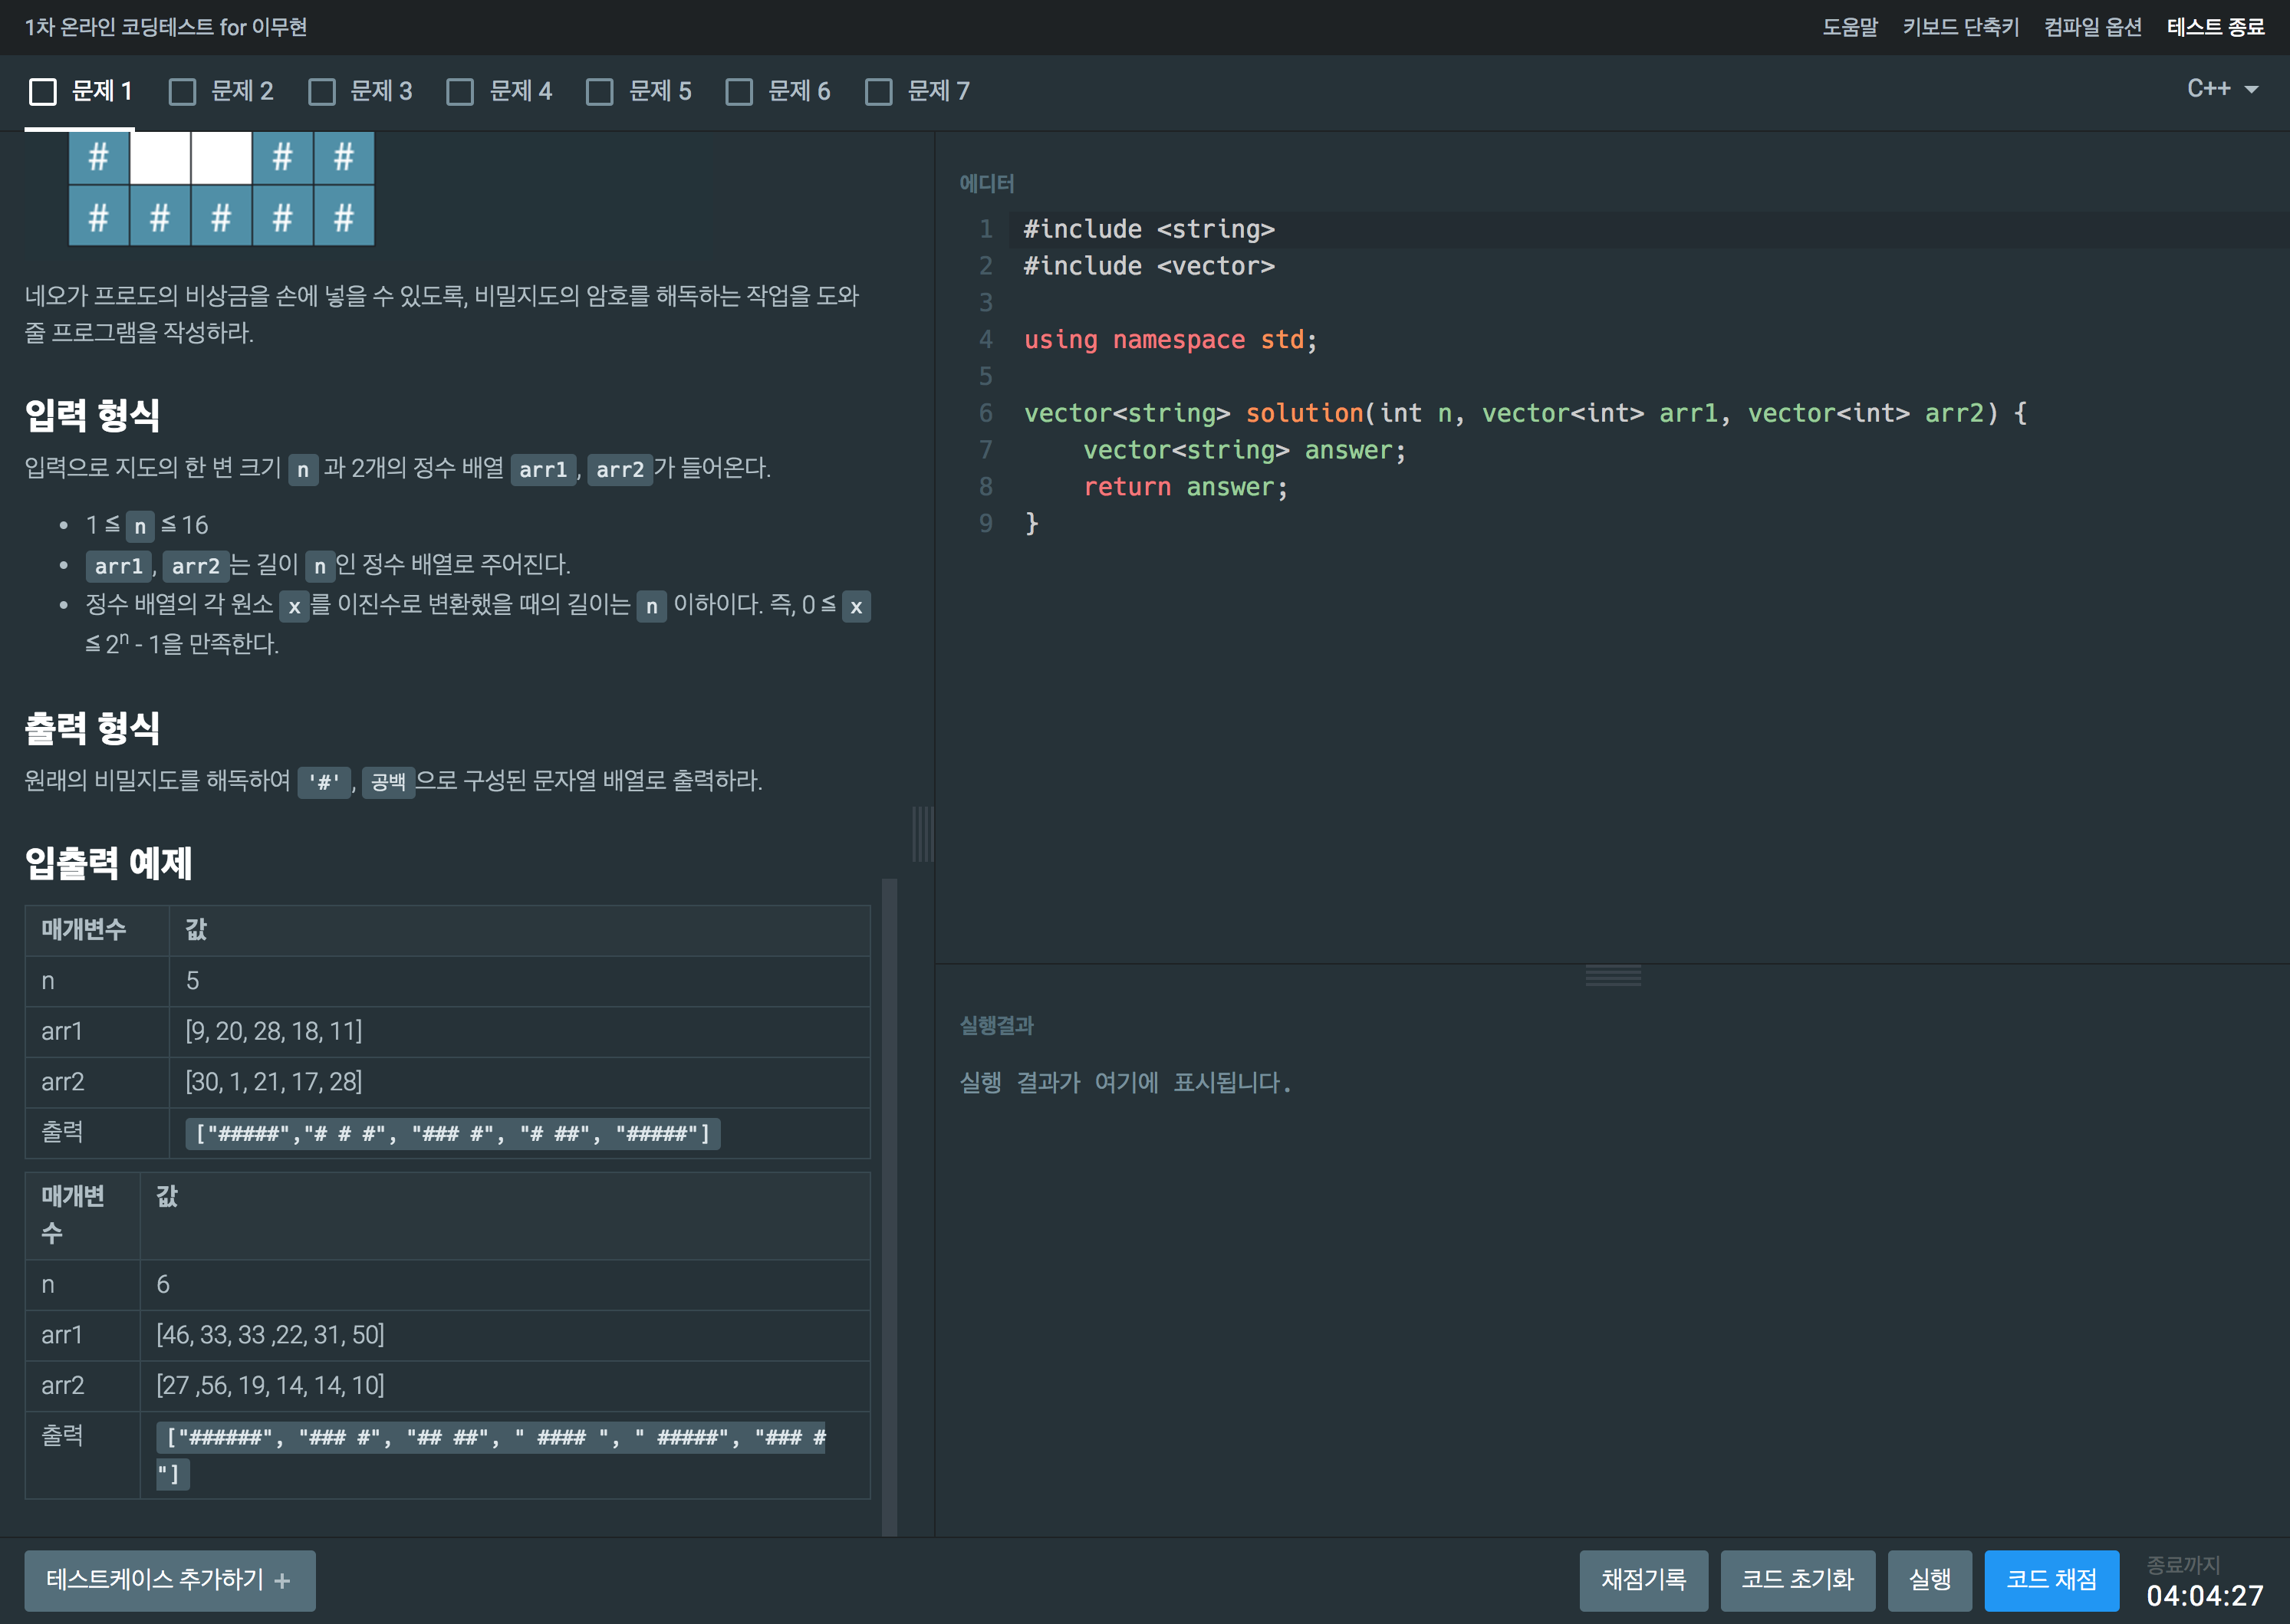 1차 온라인 코딩테스트 for 이무현
도움말 키보드 단축키 컴파일 옵션 테스트 종료
문제 1 문제 2 문제 3 문제 4 문제 5 문제 6 문제 7
C++
# # #
# # # # #
네오가 프로도의 비상금을 손에 넣을 수 있도록, 비밀지도의 암호를 해독하는 작업을 도와
줄 프로그램을 작성하라.
입력 형식
입력으로 지도의 한 변 크기 n 과 2개의 정수 배열 arr1, arr2가 들어온다.
• 1 ≦ n ≦ 16
• arr1, arr2는 길이 n인 정수 배열로 주어진다.
• 정수 배열의 각 원소 x를 이진수로 변환했을 때의 길이는 n 이하이다. 즉, 0 ≦ x
≦ 2ⁿ - 1을 만족한다.
출력 형식
원래의 비밀지도를 해독하여 '#', 공백으로 구성된 문자열 배열로 출력하라.
입출력 예제
매개변수 값
n 5
arr1 [9, 20, 28, 18, 11]
arr2 [30, 1, 21, 17, 28]
출력 ["#####","# # #", "### #", "# ##", "#####"]
매개변
수 값
n 6
arr1 [46, 33, 33 ,22, 31, 50]
arr2 [27 ,56, 19, 14, 14, 10]
출력 ["######", "### #", "## ##", " #### ", " #####", "### #
"]
에디터
1 #include <string>
2 #include <vector>
3
4 using namespace std;
5
6 vector<string> solution(int n, vector<int> arr1, vector<int> arr2) {
7 vector<string> answer;
8 return answer;
9 }
실행결과
실행 결과가 여기에 표시됩니다.
테스트케이스 추가하기 +
채점기록 코드 초기화 실행 코드 채점
종료까지
04:04:27